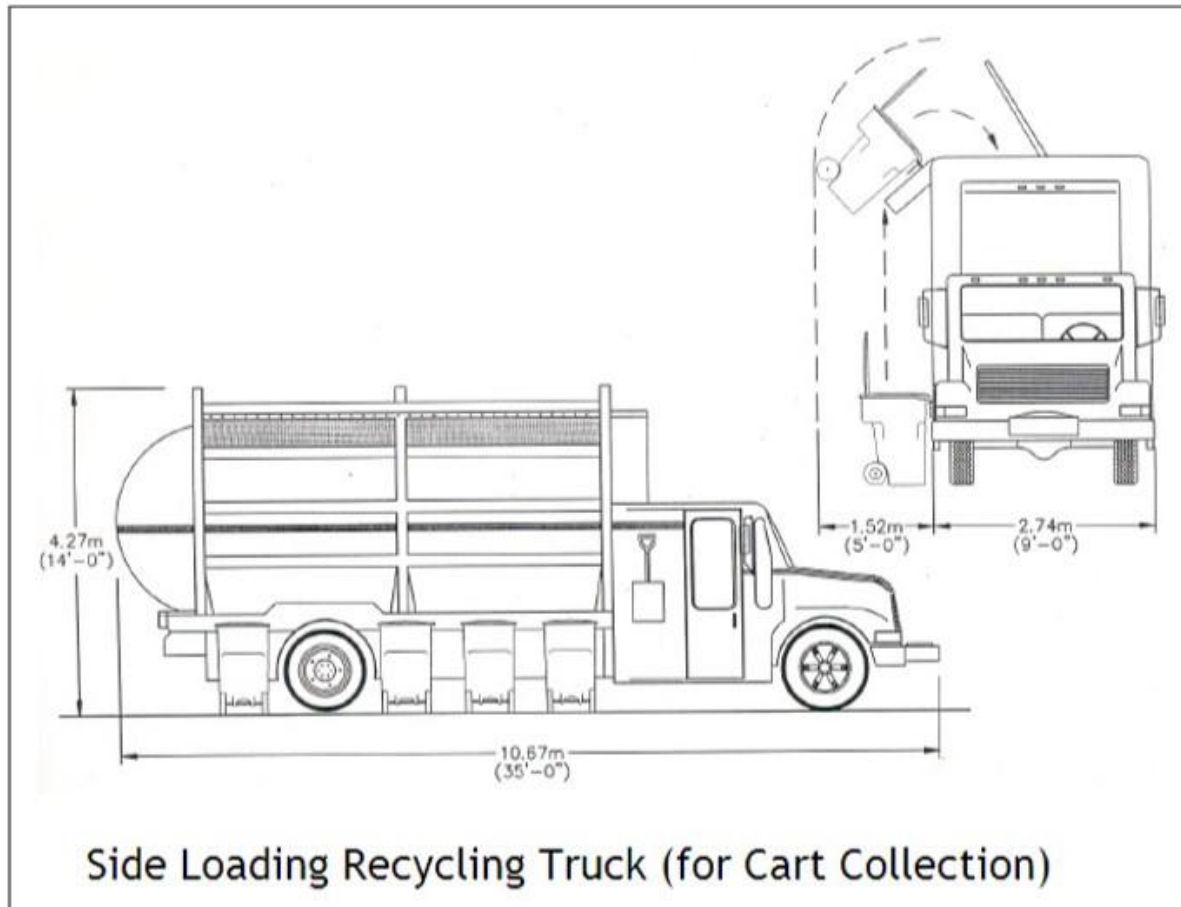 4.27m
(14'-0")
1.52m
(5'-0")
2.74m
(9'-0")
10.67m
(35'-0")
Side Loading Recycling Truck (for Cart Collection)